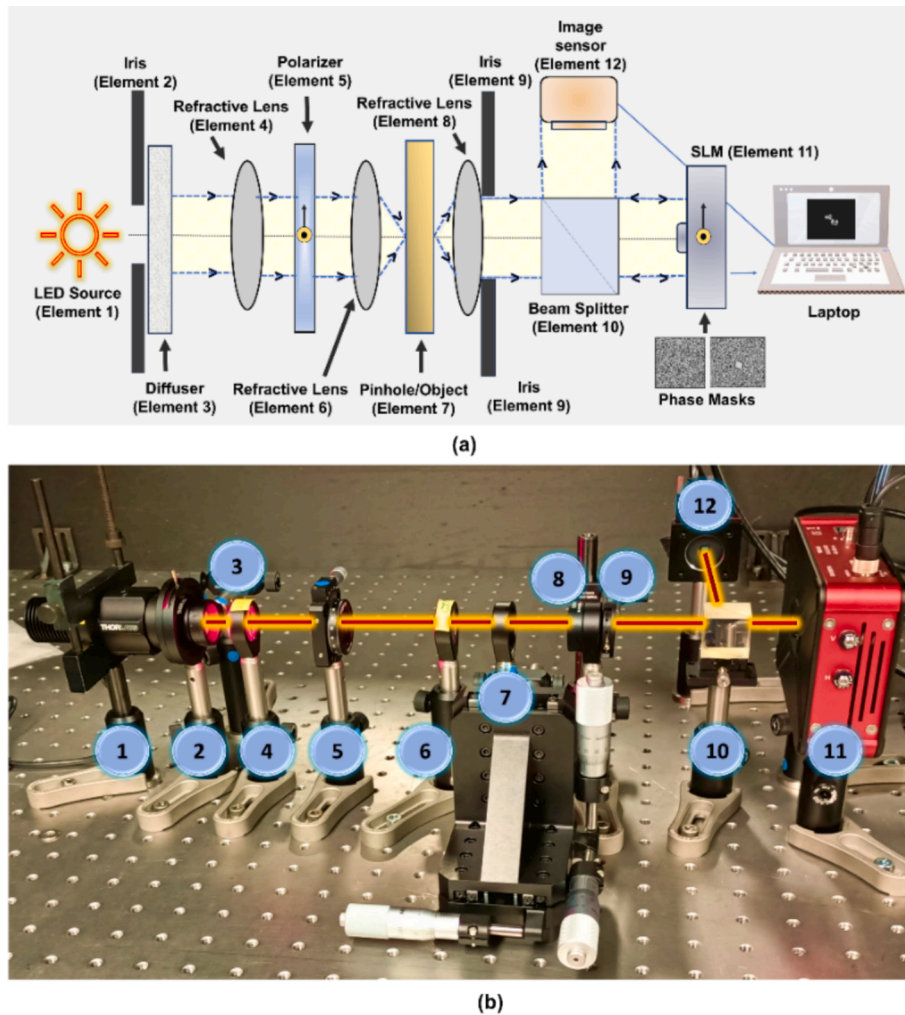 Image
sensor
(Element 12)
Iris
(Element 2)
Polarizer
(Element 5)
Iris
(Element 9)
Refractive Lens
(Element 4)
Refractive Lens
(Element 8)
SLM (Element 11)
LED Source
(Element 1)
Beam Splitter
(Element 10)
Laptop
Diffuser
(Element 3)
Refractive Lens
(Element 6)
Pinhole/Object
(Element 7)
Iris
(Element 9)
Phase Masks
(a)
12
3
8
9
THORLABS
7
1
2
4
5
6
10
11
V
H
(b)